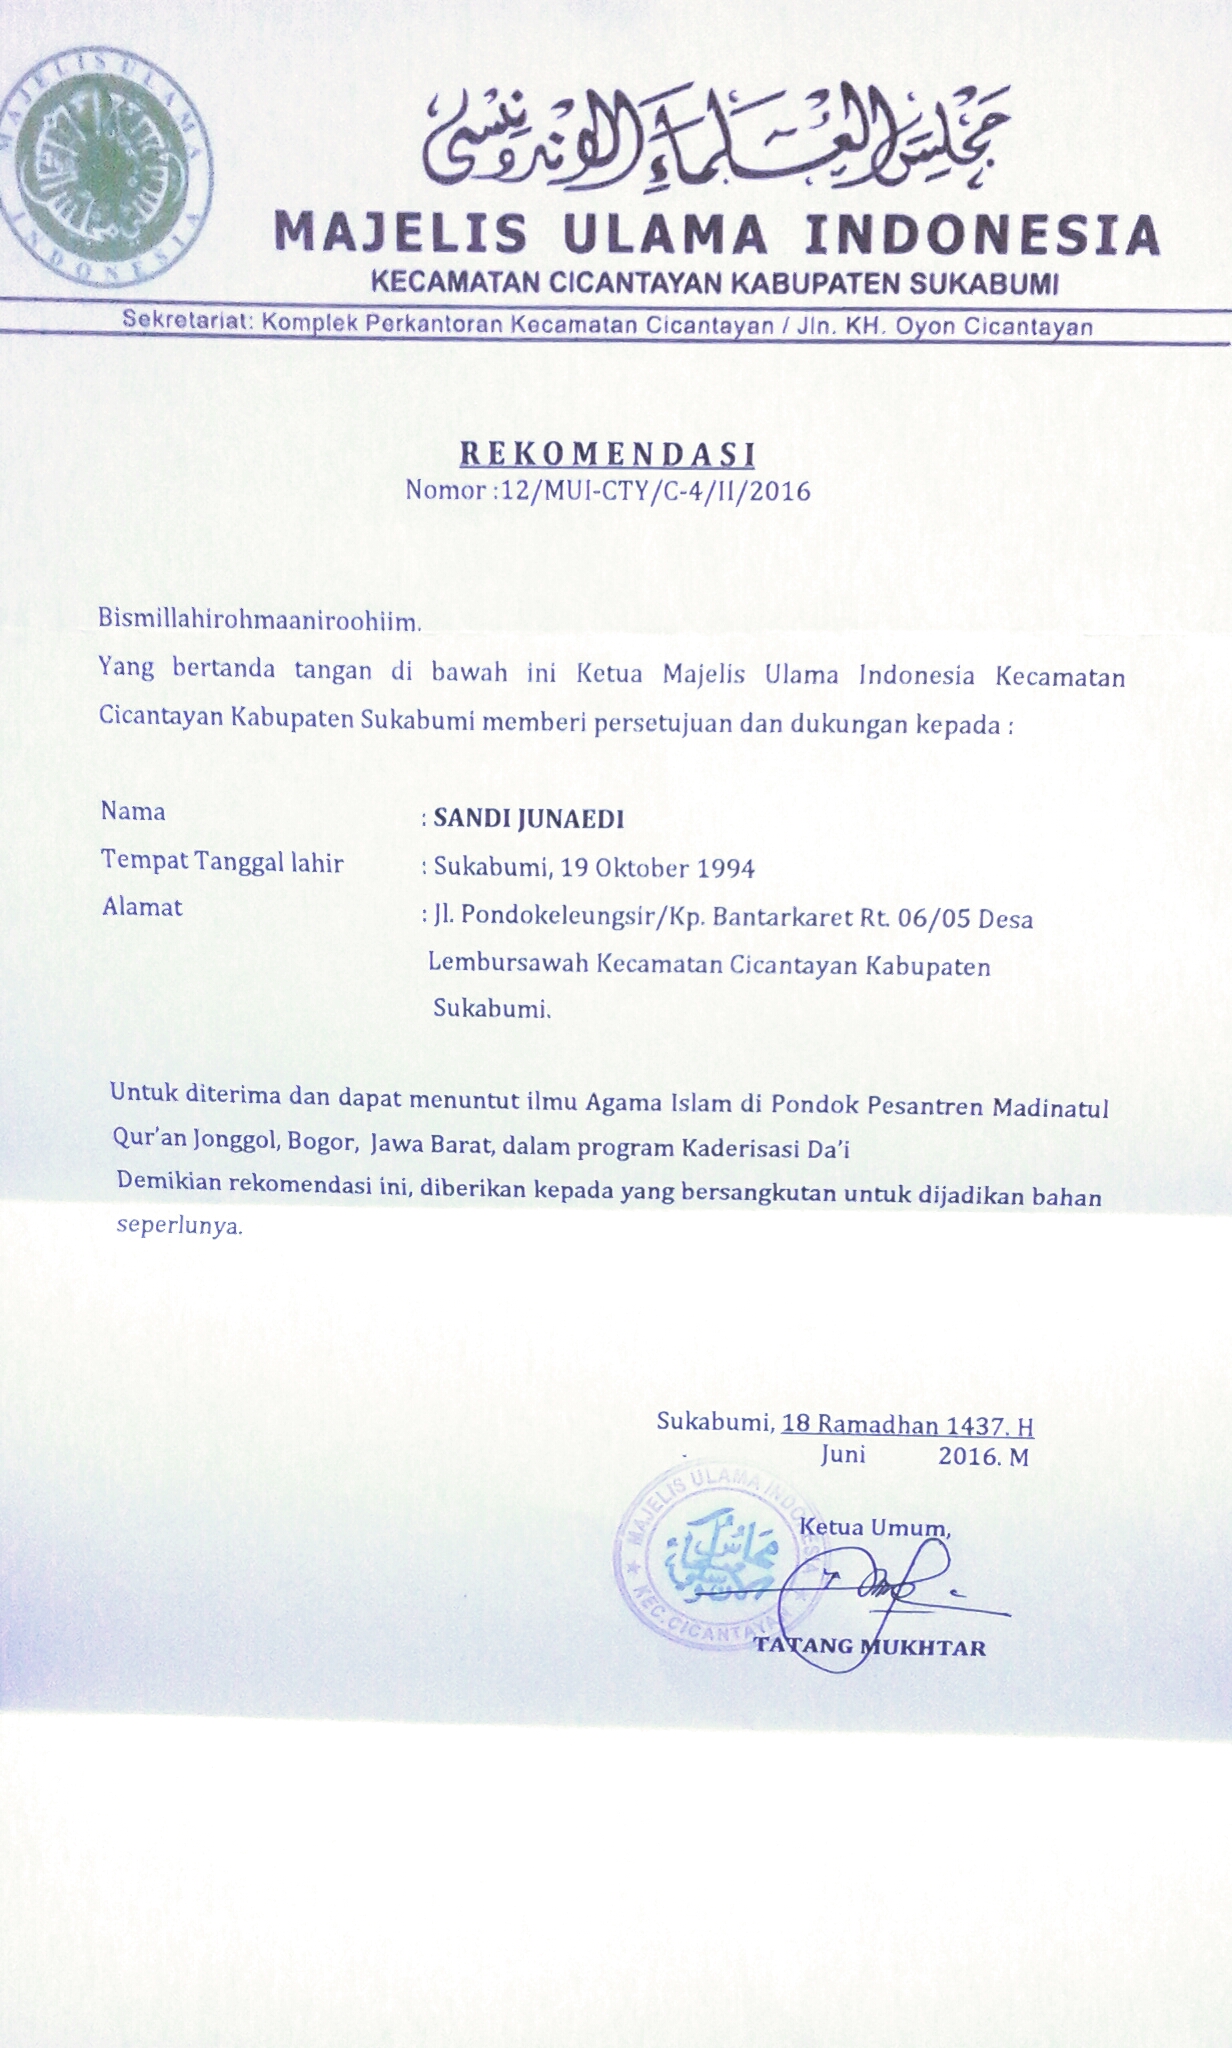 MAJELIS ULAMA
INDONESIA
مجلس العلماء الإندونيسي
MAJELIS ULAMA INDONESIA
KECAMATAN CICANTAYAN KABUPATEN SUKABUMI
Sekretariat: Komplek Perkantoran Kecamatan Cicantayan / Jln. KH. Oyon Cicantayan
REKOMENDASI
Nomor :12/MUI-CTY/C-4/II/2016
Bismillahirohmaaniroohiim.
Yang bertanda tangan di bawah ini Ketua Majelis Ulama Indonesia Kecamatan
Cicantayan Kabupaten Sukabumi memberi persetujuan dan dukungan kepada :
Nama : SANDI JUNAEDI
Tempat Tanggal lahir : Sukabumi, 19 Oktober 1994
Alamat : Jl. Pondokeleungsir/Kp. Bantarkaret Rt. 06/05 Desa
Lembursawah Kecamatan Cicantayan Kabupaten
Sukabumi.
Untuk diterima dan dapat menuntut ilmu Agama Islam di Pondok Pesantren Madinatul
Qur'an Jonggol, Bogor, Jawa Barat, dalam program Kaderisasi Da'i
Demikian rekomendasi ini, diberikan kepada yang bersangkutan untuk dijadikan bahan
seperlunya.
Sukabumi, 18 Ramadhan 1437. H
Juni 2016. M
MAJELIS ULAMA INDONESIA
KEC. CICANTAYAN
Ketua Umum,
TATANG MUKHTAR